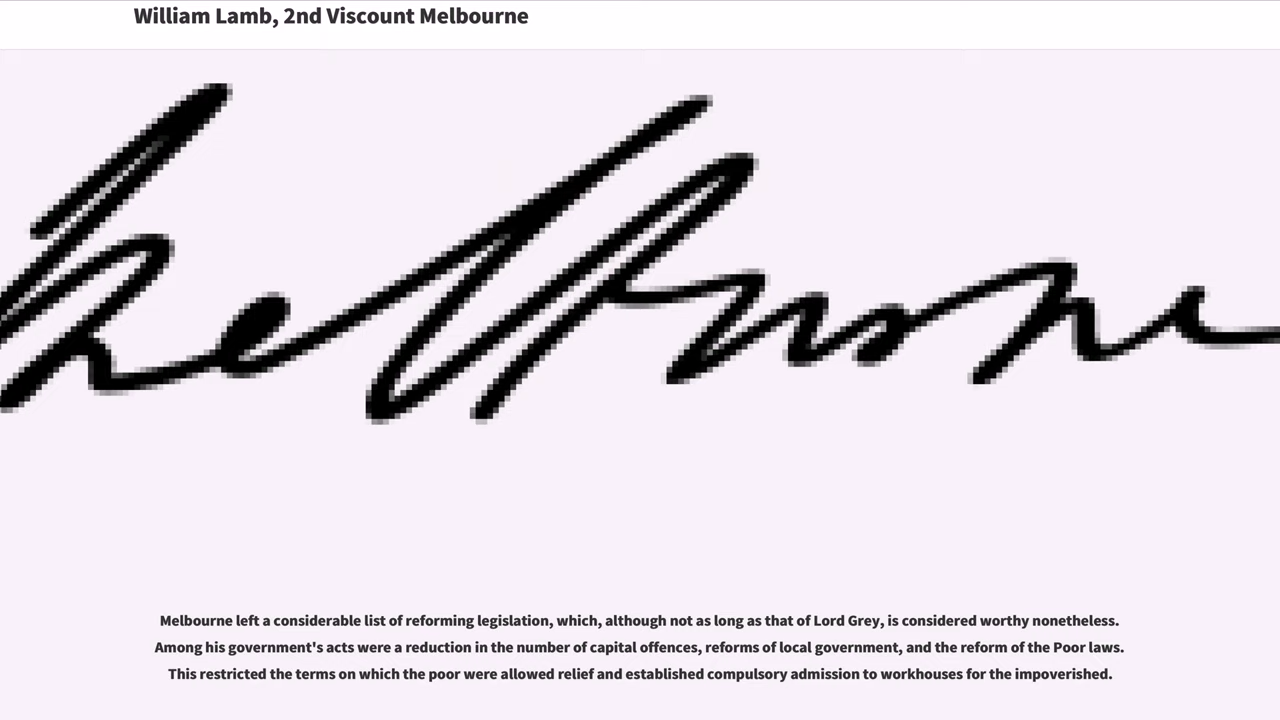 William Lamb, 2nd Viscount Melbourne
Melbourne
Melbourne left a considerable list of reforming legislation, which, although not as long as that of Lord Grey, is considered worthy nonetheless.
Among his government's acts were a reduction in the number of capital offences, reforms of local government, and the reform of the Poor laws.
This restricted the terms on which the poor were allowed relief and established compulsory admission to workhouses for the impoverished.